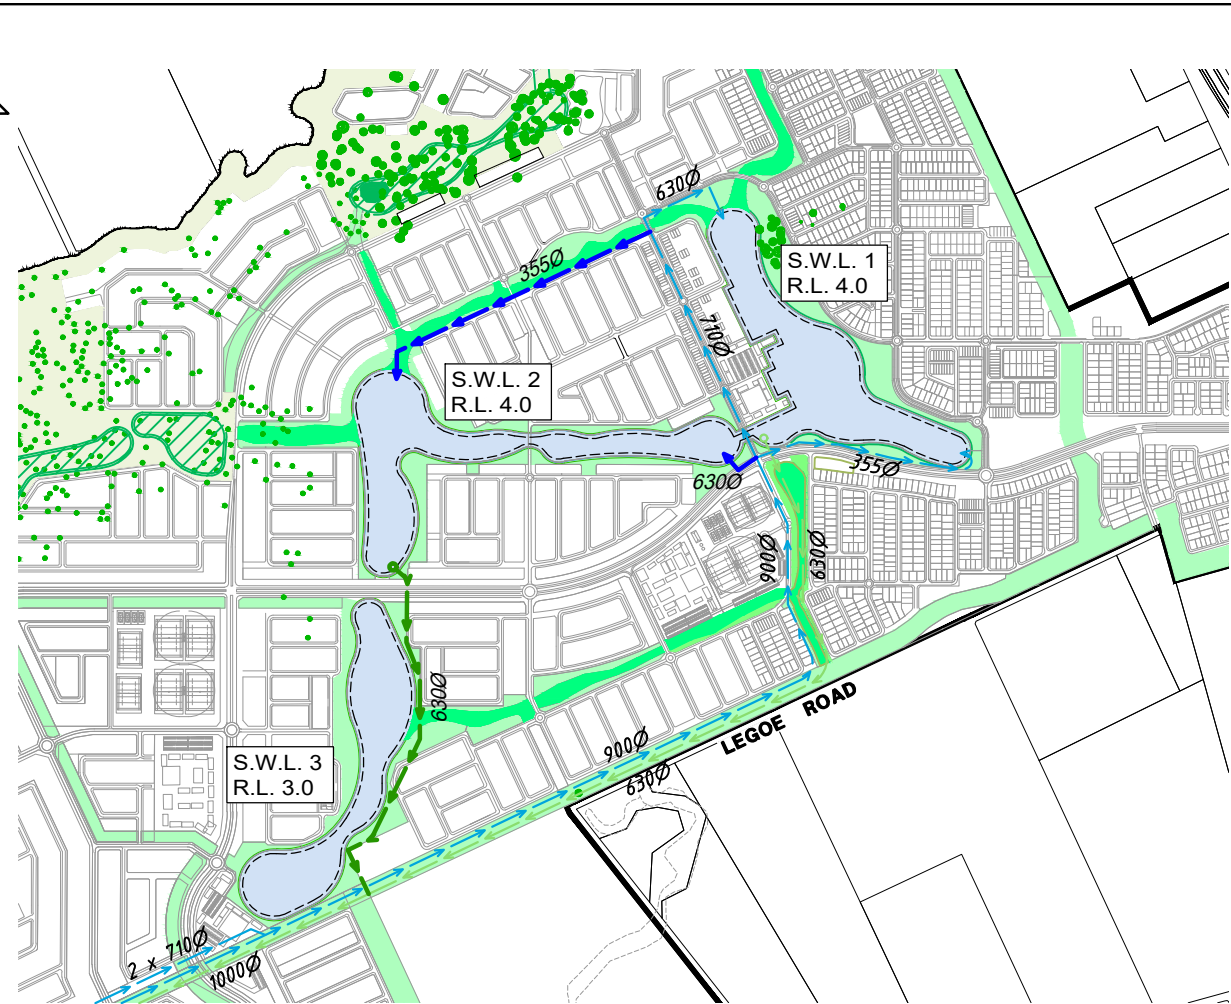 630Ø
S.W.L. 1
R.L. 4.0
355Ø
710Ø
S.W.L. 2
R.L. 4.0
355Ø
630Ø
900Ø
630Ø
630Ø
LEGOE ROAD
900Ø
630Ø
S.W.L. 3
R.L. 3.0
2 x 710Ø
1000Ø